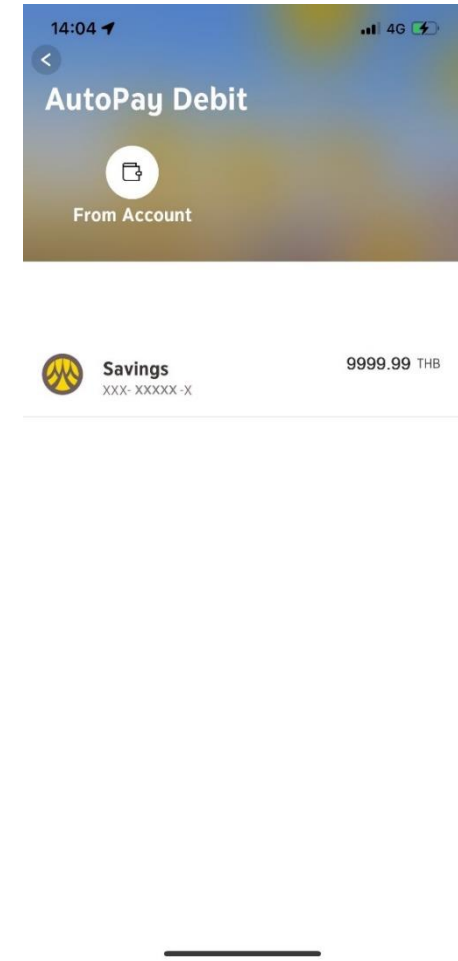 14:04
4G
AutoPay Debit
From Account
Savings
9999.99 THB
XXX- XXXXX -X